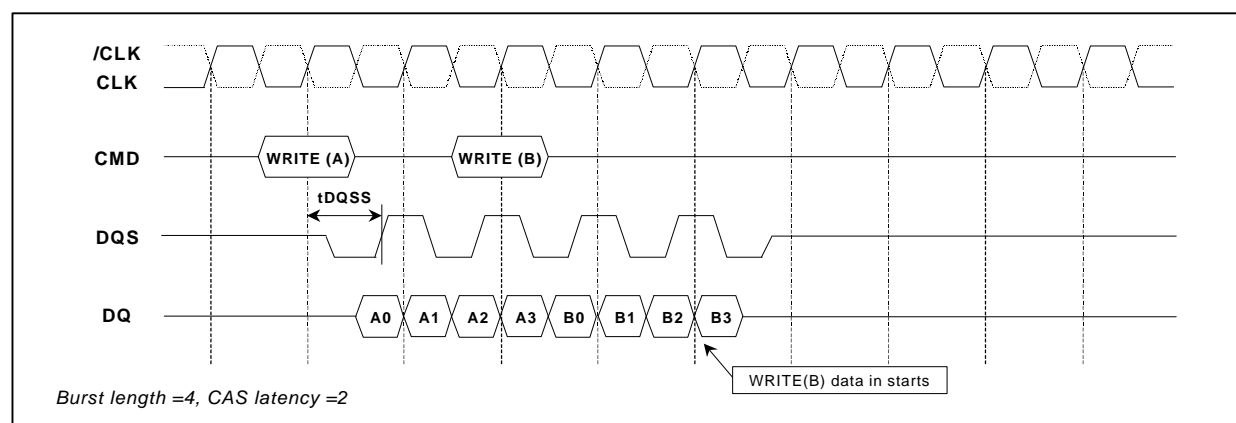 /CLK
CLK
CMD WRITE (A) WRITE (B)
tDQSS
DQS
DQ A0 A1 A2 A3 B0 B1 B2 B3
WRITE(B) data in starts
Burst length =4, CAS latency =2